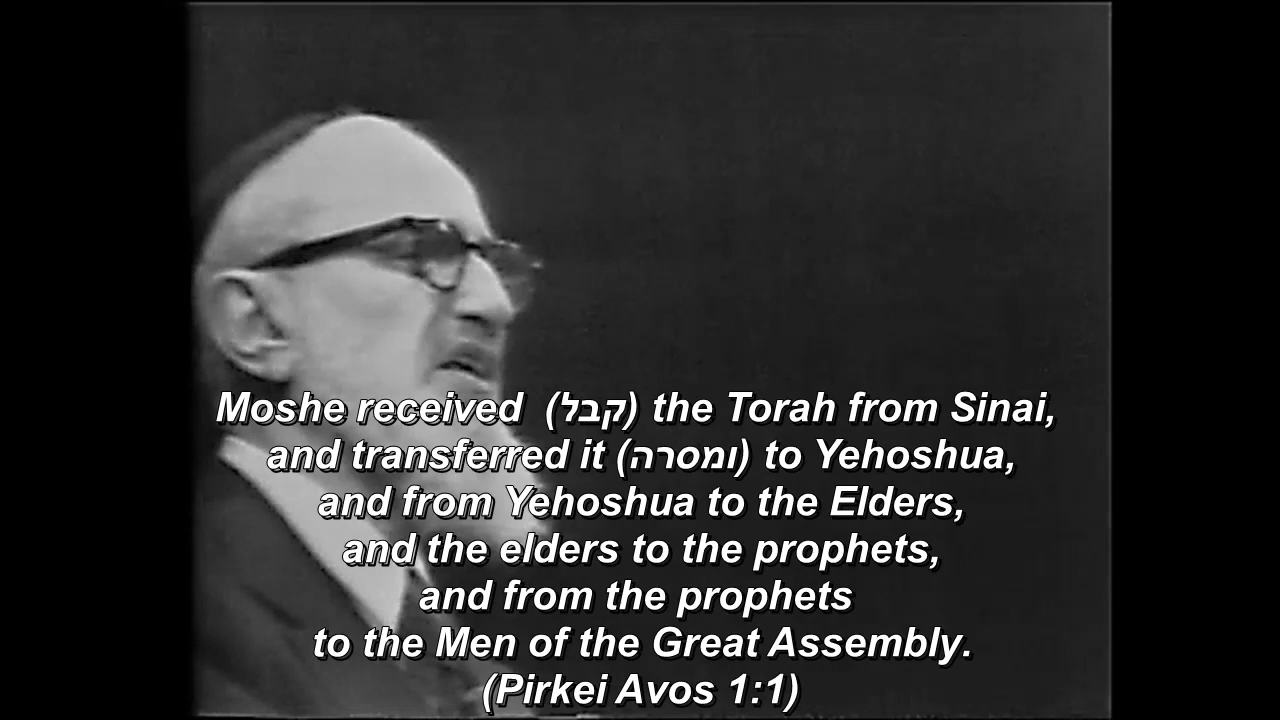 Moshe received (קבל) the Torah from Sinai,
and transferred it (ומסרה) to Yehoshua,
and from Yehoshua to the Elders,
and the elders to the prophets,
and from the prophets
to the Men of the Great Assembly.
(Pirkei Avos 1:1)